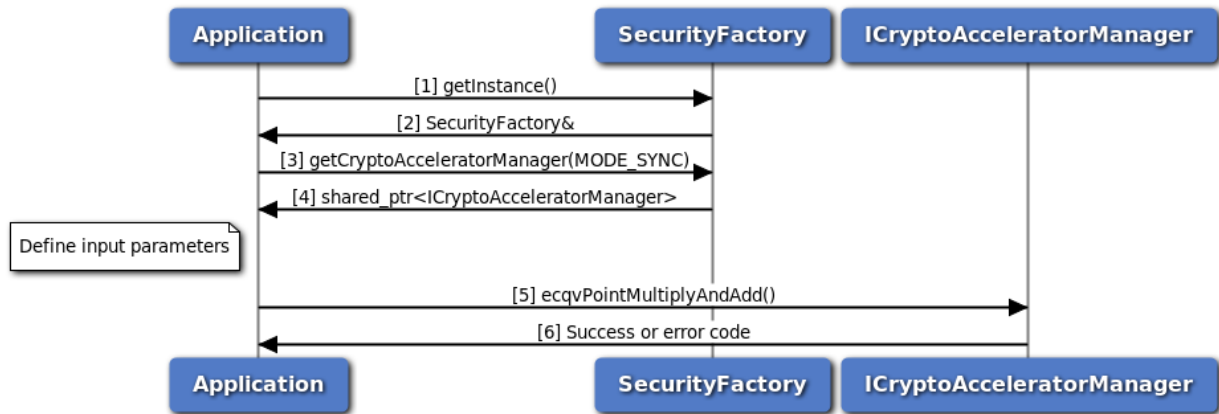 Application
SecurityFactory
ICryptoAcceleratorManager
[1] getInstance()
[2] SecurityFactory&
[3] getCryptoAcceleratorManager(MODE_SYNC)
[4] shared_ptr<ICryptoAcceleratorManager>
Define input parameters
[5] ecqvPointMultiplyAndAdd()
[6] Success or error code
Application
SecurityFactory
ICryptoAcceleratorManager